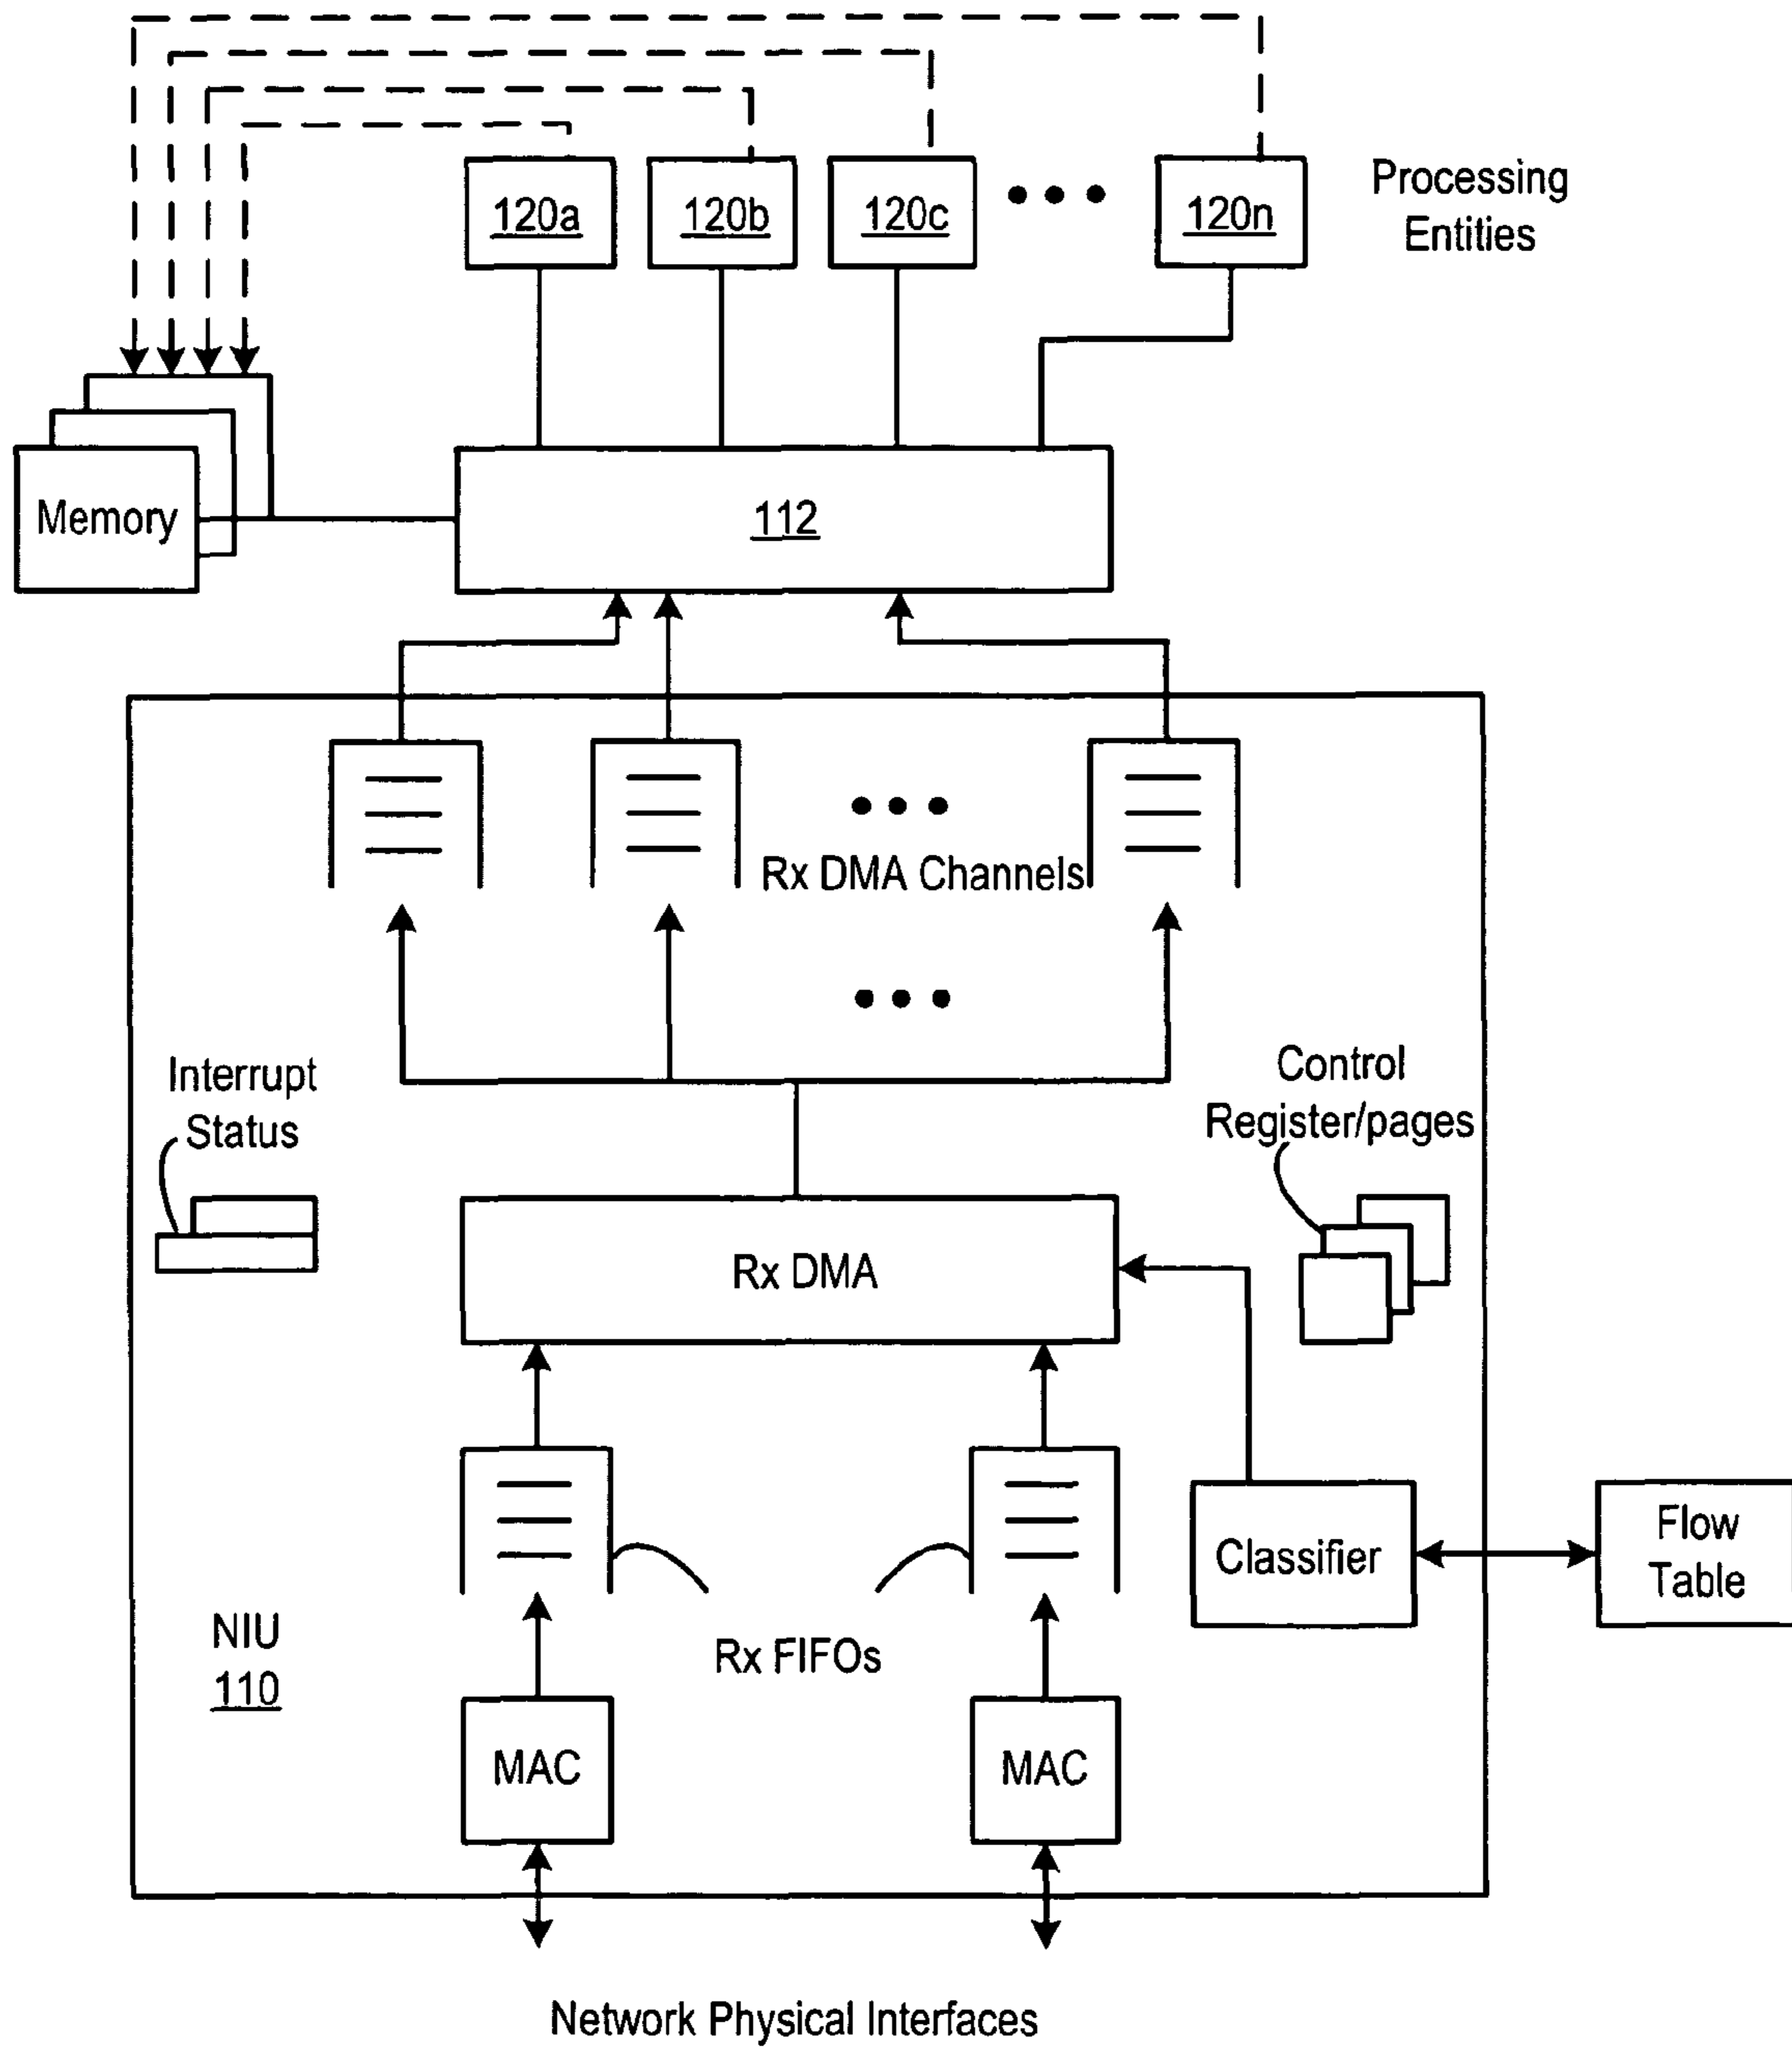 120a
120b
120c
120n
Processing
Entities
Memory
112
Rx DMA Channels
Interrupt
Status
Control
Register/pages
Rx DMA
Classifier
Flow
Table
NIU
110
Rx FIFOs
MAC
MAC
Network Physical Interfaces